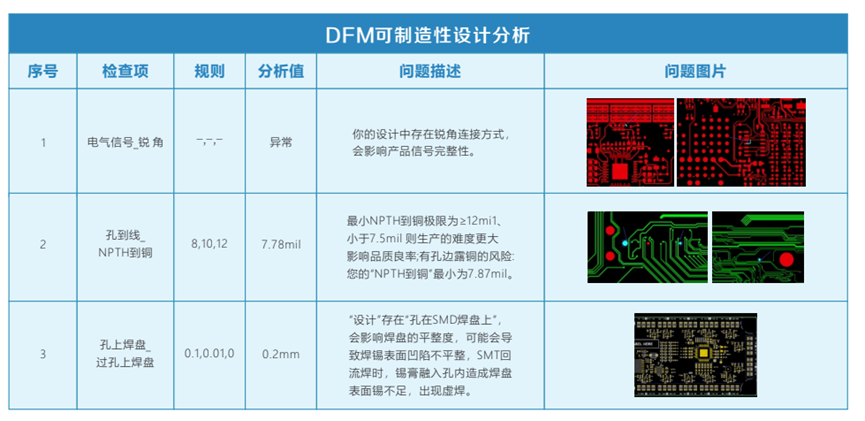 DFM可制造性设计分析
序号 检查项 规则 分析值 问题描述 问题图片
1 电气信号_锐 角 –,–,– 异常
你的设计中存在锐角连接方式，
会影响产品信号完整性。
2 孔到线_
NPTH到铜
8,10,12 7.78mil
最小NPTH到铜极限为≥12mi1、
小于7.5mil 则生产的难度更大
影响品质良率;有孔边露铜的风险:
您的“NPTH到铜”最小为7.87mil。
3 孔上焊盘_
过孔上焊盘
0.1,0.01,0 0.2mm
“设计”存在“孔在SMD焊盘上”，
会影响焊盘的平整度，可能会导
致焊锡表面凹陷不平整，SMT回
流焊时，锡膏融入孔内造成焊盘
表面锡不足，出现虚焊。